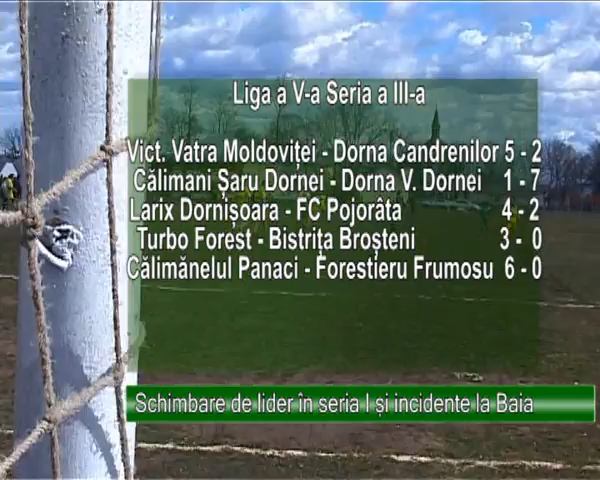 Liga a V-a Seria a III-a
Vict. Vatra Moldoviței - Dorna Candrenilor 5 - 2
Călimani Șaru Dornei - Dorna V. Dornei 1 - 7
Larix Dornișoara - FC Pojorâta 4 - 2
Turbo Forest - Bistrița Broșteni 3 - 0
Călimănelul Panaci - Forestieru Frumosu 6 - 0
Schimbare de lider în seria I și incidente la Baia